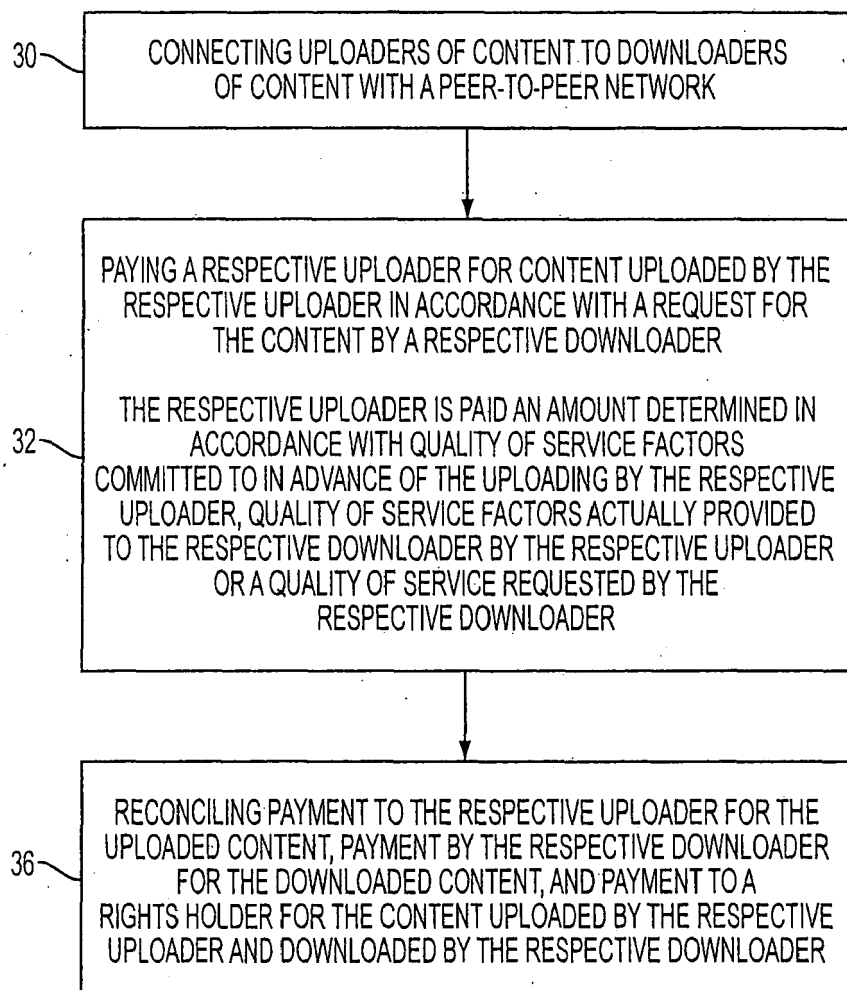 30
CONNECTING UPLOADERS OF CONTENT TO DOWNLOADERS
OF CONTENT WITH A PEER-TO-PEER NETWORK
PAYING A RESPECTIVE UPLOADER FOR CONTENT UPLOADED BY THE
RESPECTIVE UPLOADER IN ACCORDANCE WITH A REQUEST FOR
THE CONTENT BY A RESPECTIVE DOWNLOADER
32
THE RESPECTIVE UPLOADER IS PAID AN AMOUNT DETERMINED IN
ACCORDANCE WITH QUALITY OF SERVICE FACTORS
COMMITTED TO IN ADVANCE OF THE UPLOADING BY THE RESPECTIVE
UPLOADER, QUALITY OF SERVICE FACTORS ACTUALLY PROVIDED
TO THE RESPECTIVE DOWNLOADER BY THE RESPECTIVE UPLOADER
OR A QUALITY OF SERVICE REQUESTED BY THE
RESPECTIVE DOWNLOADER
36
RECONCILING PAYMENT TO THE RESPECTIVE UPLOADER FOR THE
UPLOADED CONTENT, PAYMENT BY THE RESPECTIVE DOWNLOADER
FOR THE DOWNLOADED CONTENT, AND PAYMENT TO A
RIGHTS HOLDER FOR THE CONTENT UPLOADED BY THE RESPECTIVE
UPLOADER AND DOWNLOADED BY THE RESPECTIVE DOWNLOADER